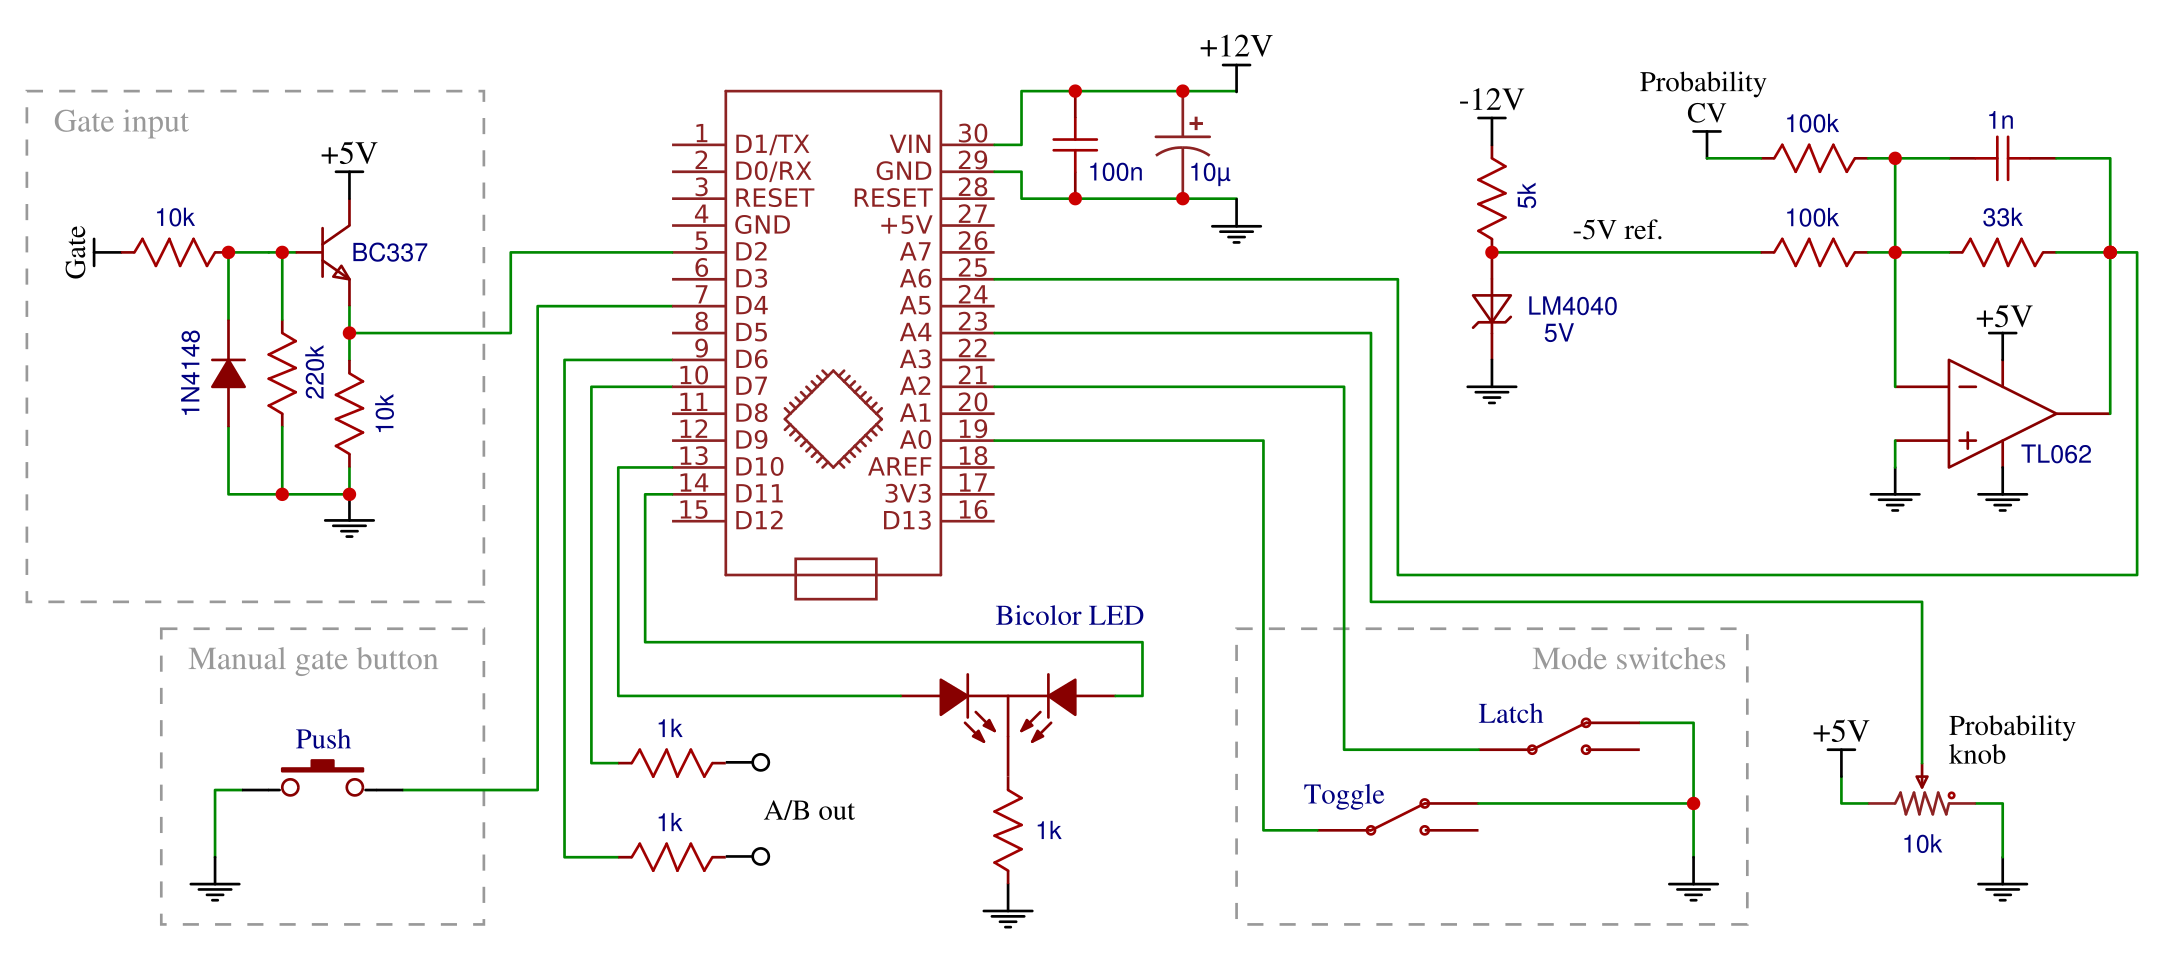 Gate input
+5V
10k
Gate
BC337
1N4148
220k
10k
Manual gate button
Push
1 D1/TX VIN 30
2 D0/RX GND 29
3 RESET RESET 28
4 GND +5V 27
5 D2 A7 26
6 D3 A6 25
7 D4 A5 24
8 D5 A4 23
9 D6 A3 22
10 D7 A2 21
11 D8 A1 20
12 D9 A0 19
13 D10 AREF 18
14 D11 3V3 17
15 D12 D13 16
+12V
+
100n
10µ
Bicolor LED
1k
1k
A/B out
1k
-12V
5k
-5V ref.
LM4040
5V
Probability
CV
100k
1n
100k
33k
+5V
−
+
TL062
Mode switches
Latch
Toggle
+5V
Probability
knob
10k